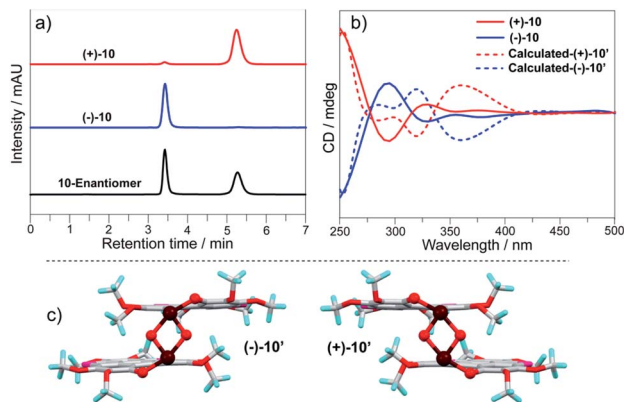 a)
(+)-10
(-)-10
10-Enantiomer
Intensity / mAU
0 1 2 3 4 5 6 7
Retention time / min
b)
(+)-10
(-)-10
Calculated-(+)-10'
Calculated-(-)-10'
CD / mdeg
250 300 350 400 450 500
Wavelength / nm
c)
(-)-10'
(+)-10'